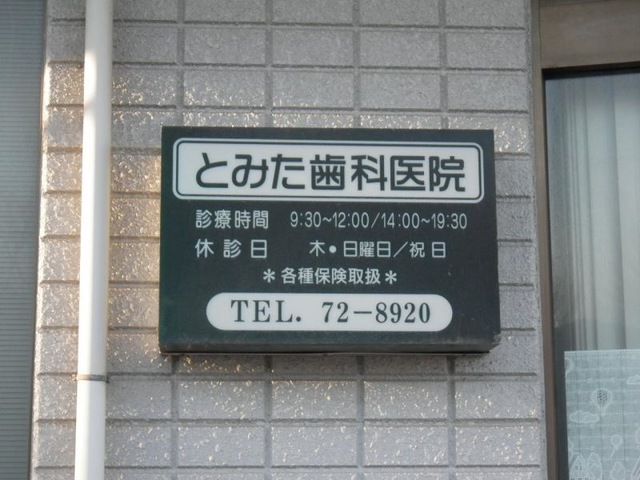 とみた歯科医院
診療時間 9:30~12:00/14:00~19:30
休診日 木・日曜日/祝日
*各種保険取扱*
TEL. 72-8920